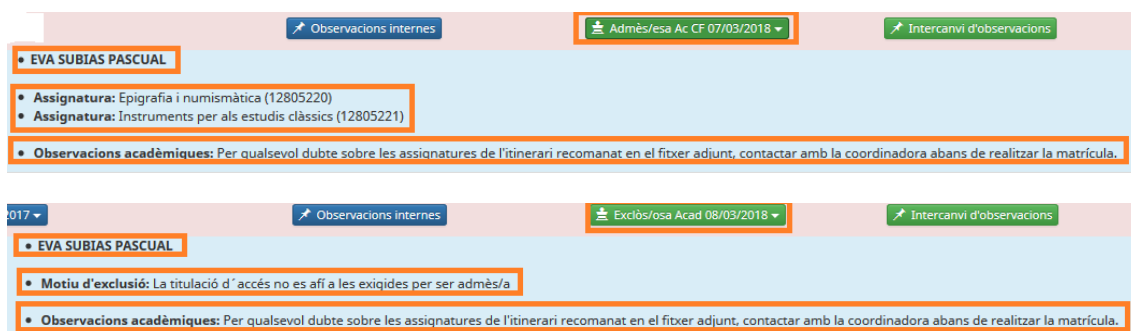 Observacions internes Admès/esa Ac CF 07/03/2018 Intercanvi d'observacions
• EVA SUBIAS PASCUAL
• Assignatura: Epigrafia i numismàtica (12805220)
• Assignatura: Instruments per als estudis clàssics (12805221)
• Observacions acadèmiques: Per qualsevol dubte sobre les assignatures de l'itinerari recomanat en el fitxer adjunt, contactar amb la coordinadora abans de realitzar la matrícula.
2017 Observacions internes Exclòs/osa Acad 08/03/2018 Intercanvi d'observacions
• EVA SUBIAS PASCUAL
• Motiu d'exclusió: La titulació d´accés no es afí a les exigides per ser admès/a
• Observacions acadèmiques: Per qualsevol dubte sobre les assignatures de l'itinerari recomanat en el fitxer adjunt, contactar amb la coordinadora abans de realitzar la matrícula.